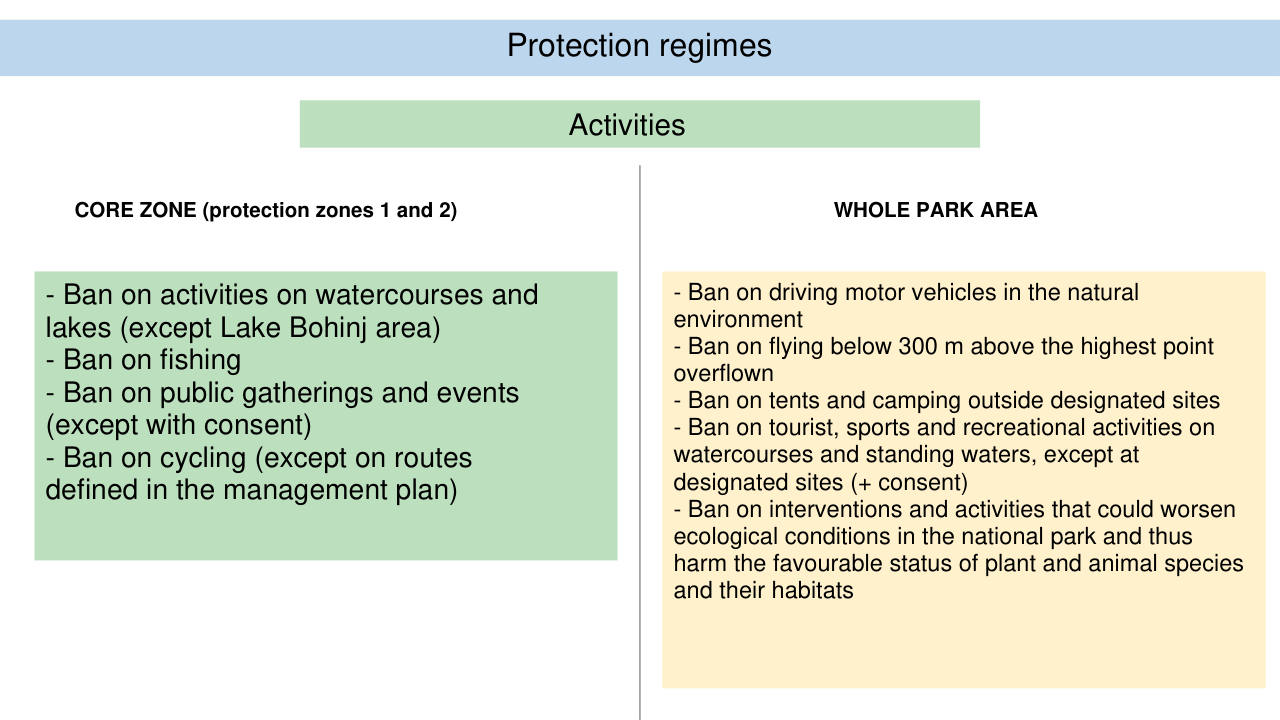 Protection regimes
Activities
CORE ZONE (protection zones 1 and 2)
- Ban on activities on watercourses and
lakes (except Lake Bohinj area)
- Ban on fishing
- Ban on public gatherings and events
(except with consent)
- Ban on cycling (except on routes
defined in the management plan)
WHOLE PARK AREA
- Ban on driving motor vehicles in the natural
environment
- Ban on flying below 300 m above the highest point
overflown
- Ban on tents and camping outside designated sites
- Ban on tourist, sports and recreational activities on
watercourses and standing waters, except at
designated sites (+ consent)
- Ban on interventions and activities that could worsen
ecological conditions in the national park and thus
harm the favourable status of plant and animal species
and their habitats